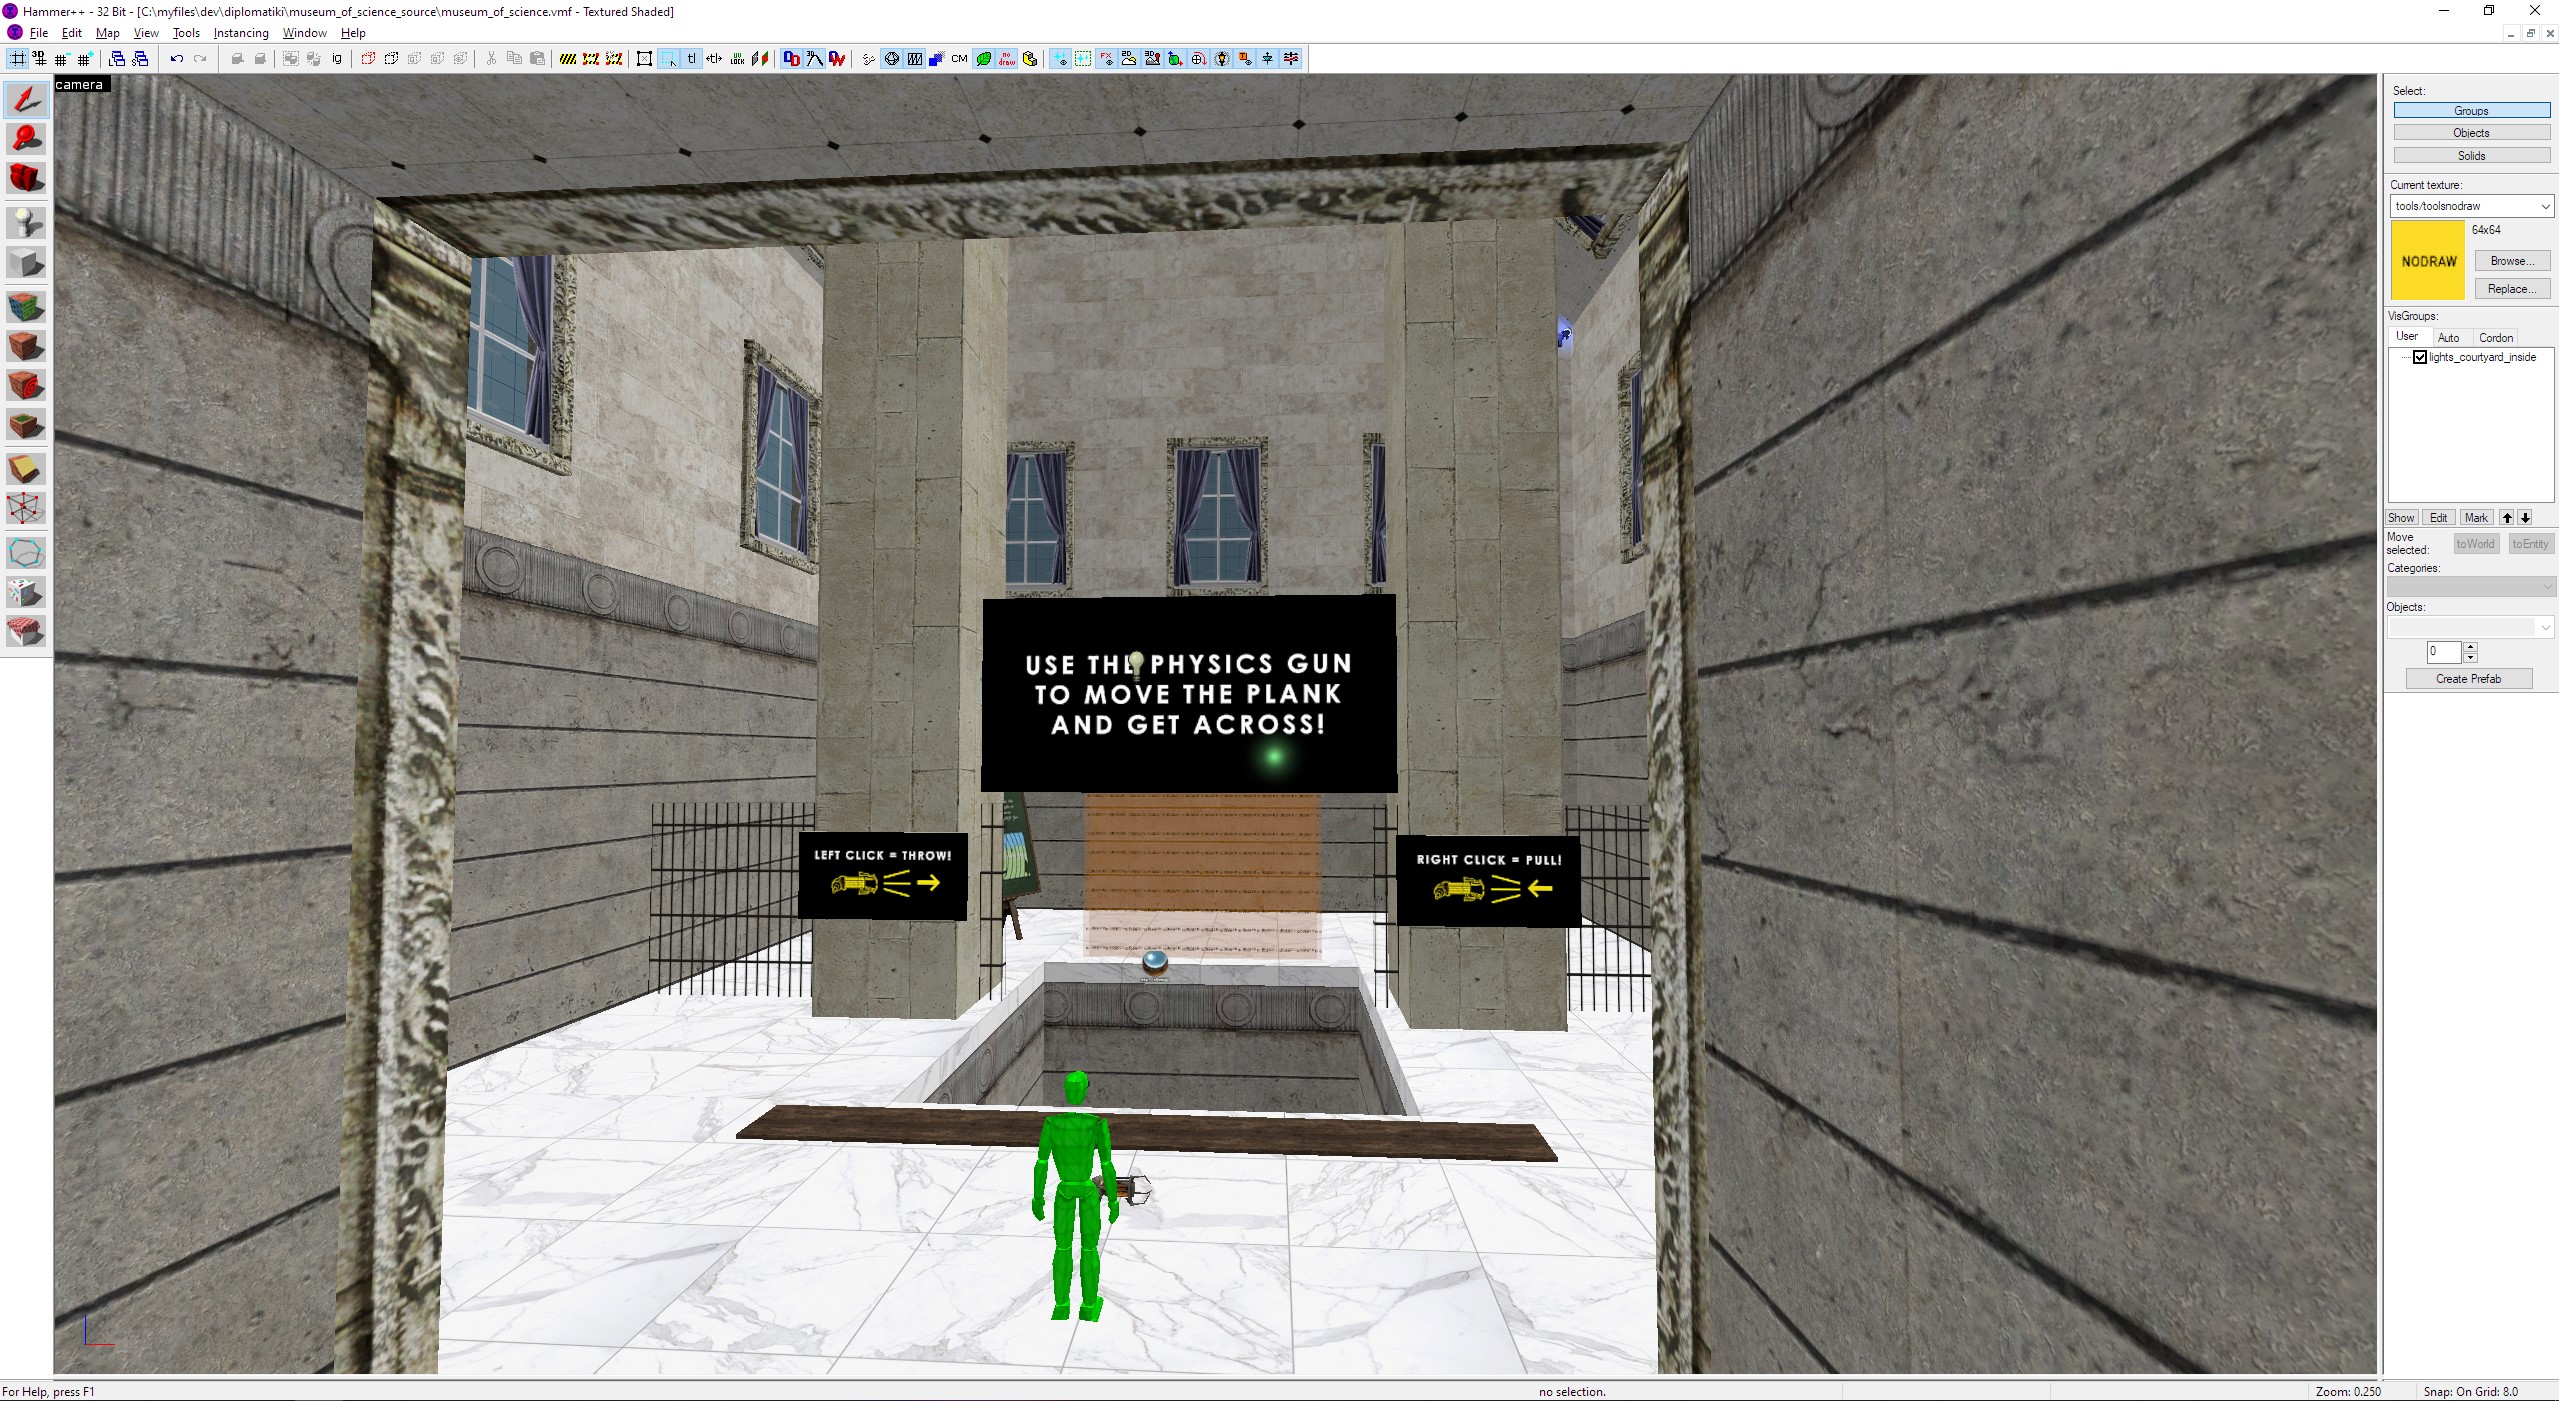 Hammer++ - 32 Bit - [C:\myfiles\dev\diplomatiki\museum_of_science_source\museum_of_science.vmf - Textured Shaded]
File Edit Map View Tools Instancing Window Help
camera
Select:
Groups
Objects
Solids
Current texture:
tools/toolsnodraw
NODRAW
64x64
Browse...
Replace...
VisGroups:
User Auto Cordon
lights_courtyard_inside
Show Edit Mark
Move selected:
toWorld toEntity
Categories:
Objects:
0
Create Prefab
USE THE PHYSICS GUN
TO MOVE THE PLANK
AND GET ACROSS!
LEFT CLICK = THROW!
RIGHT CLICK = PULL!
For Help, press F1
no selection.
Zoom: 0.250
Snap: On Grid: 8.0